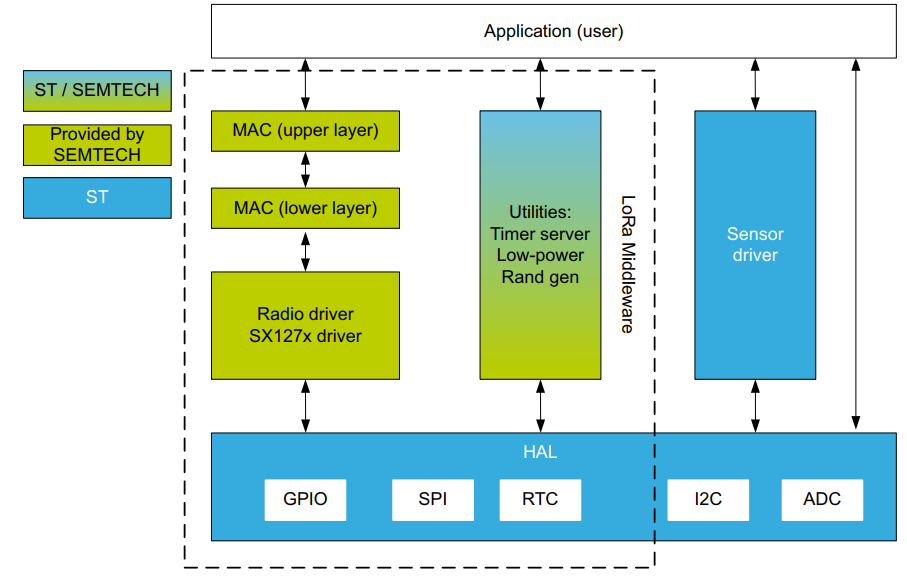 Application (user)
ST / SEMTECH
Provided by
SEMTECH
ST
MAC (upper layer)
MAC (lower layer)
Radio driver
SX127x driver
Utilities:
Timer server
Low-power
Rand gen
LoRa Middleware
Sensor
driver
HAL
GPIO
SPI
RTC
I2C
ADC